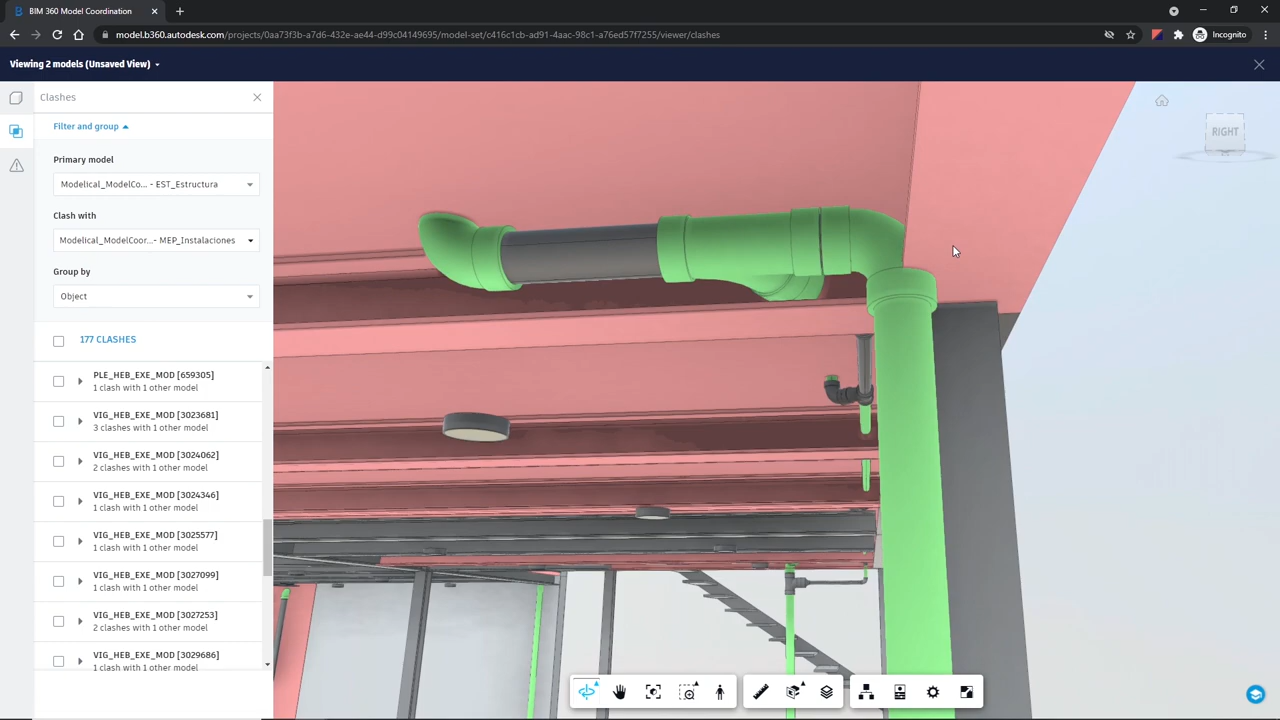 BIM 360 Model Coordination
model.b360.autodesk.com/projects/0aa73f3b-a7d6-432e-ae44-d99c04149695/model-set/c416c1cb-ad91-4aac-98c1-a76ed57f7255/viewer/clashes
Incognito
Viewing 2 models (Unsaved View)
Clashes
Filter and group
Primary model
Modelical_ModelCo... - EST_Estructura
Clash with
Modelical_ModelCoor...- MEP_Instalaciones
Group by
Object
177 CLASHES
PLE_HEB_EXE_MOD [659305]
1 clash with 1 other model
VIG_HEB_EXE_MOD [3023681]
3 clashes with 1 other model
VIG_HEB_EXE_MOD [3024062]
2 clashes with 1 other model
VIG_HEB_EXE_MOD [3024346]
1 clash with 1 other model
VIG_HEB_EXE_MOD [3025577]
1 clash with 1 other model
VIG_HEB_EXE_MOD [3027099]
1 clash with 1 other model
VIG_HEB_EXE_MOD [3027253]
2 clashes with 1 other model
VIG_HEB_EXE_MOD [3029686]
1 clash with 1 other model
RIGHT